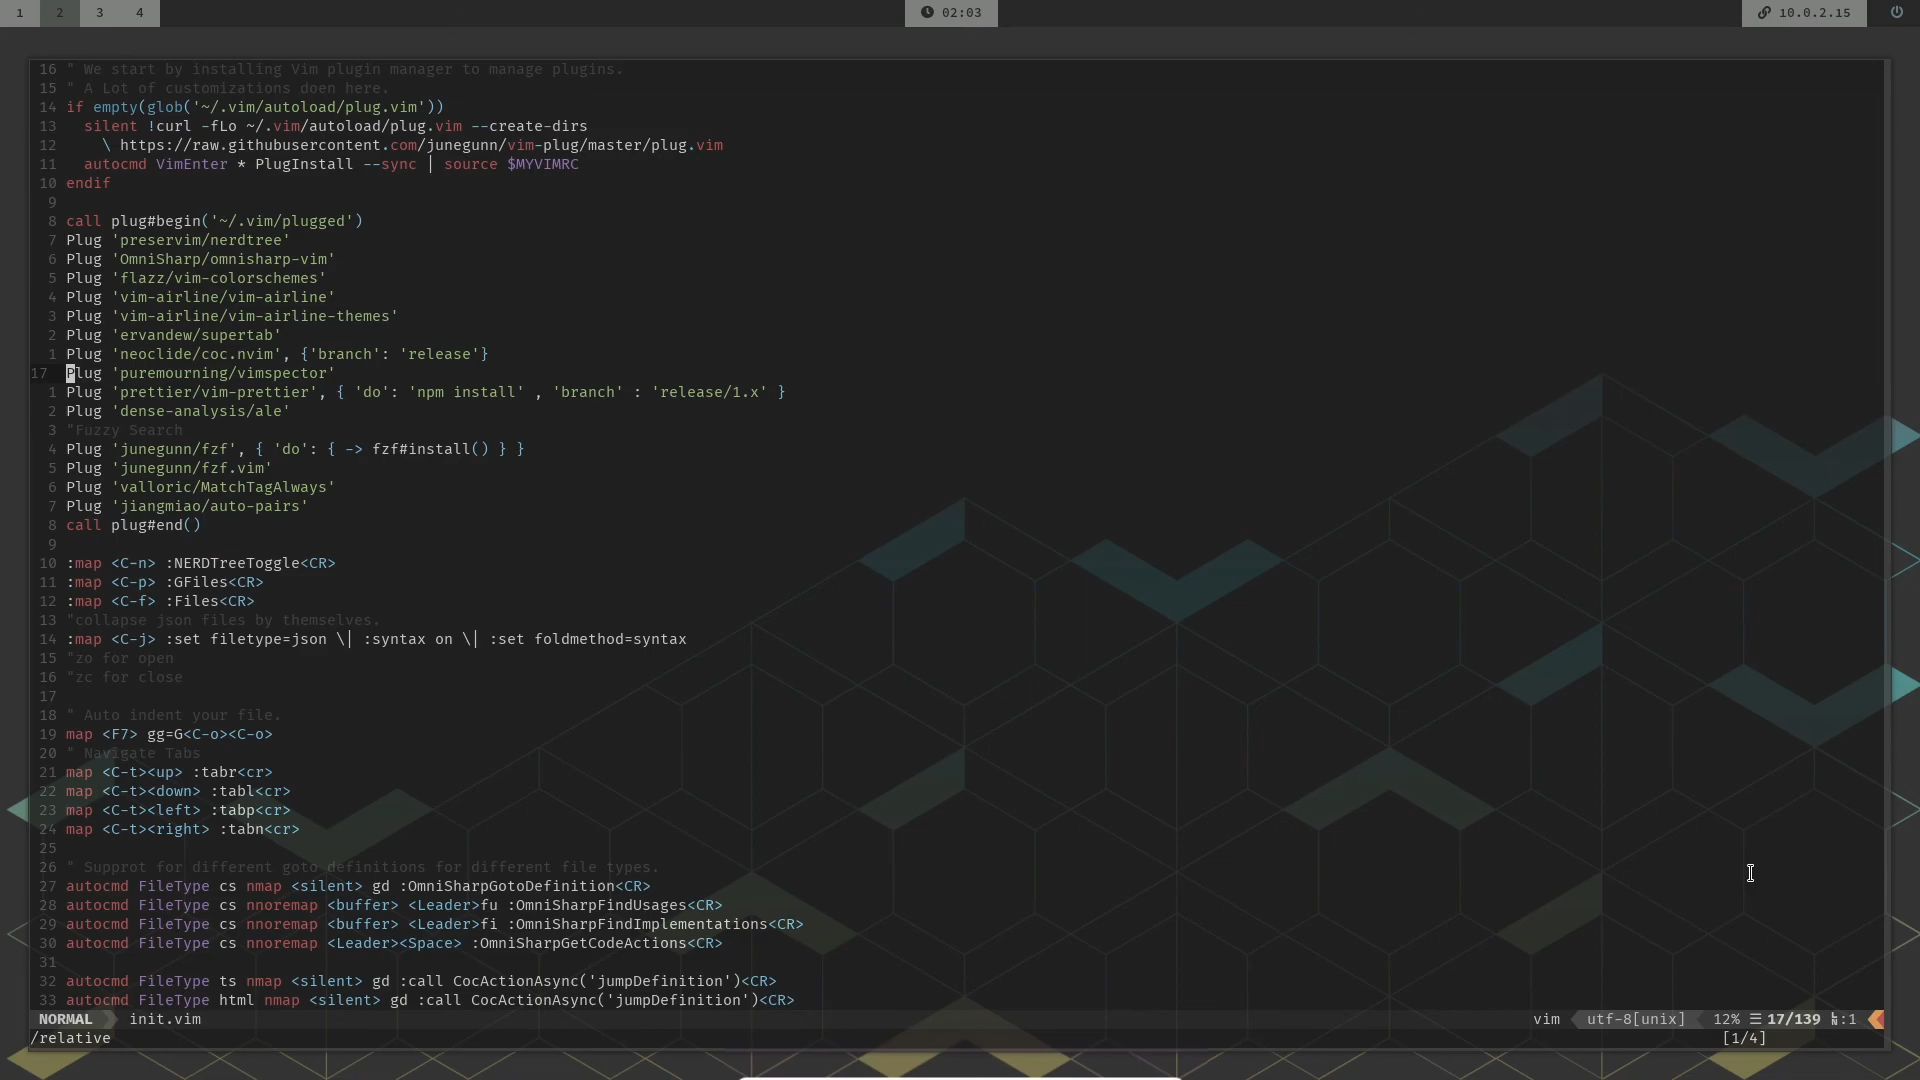 1 2 3 4 02:03 10.0.2.15
16 " We start by installing Vim plugin manager to manage plugins.
15 " A Lot of customizations doen here.
14 if empty(glob('~/.vim/autoload/plug.vim'))
13   silent !curl -fLo ~/.vim/autoload/plug.vim --create-dirs
12     \ https://raw.githubusercontent.com/junegunn/vim-plug/master/plug.vim
11   autocmd VimEnter * PlugInstall --sync | source $MYVIMRC
10 endif
9
8 call plug#begin('~/.vim/plugged')
7 Plug 'preservim/nerdtree'
6 Plug 'OmniSharp/omnisharp-vim'
5 Plug 'flazz/vim-colorschemes'
4 Plug 'vim-airline/vim-airline'
3 Plug 'vim-airline/vim-airline-themes'
2 Plug 'ervandew/supertab'
1 Plug 'neoclide/coc.nvim', {'branch': 'release'}
17 Plug 'puremourning/vimspector'
1 Plug 'prettier/vim-prettier', { 'do': 'npm install' , 'branch' : 'release/1.x' }
2 Plug 'dense-analysis/ale'
3 "Fuzzy Search
4 Plug 'junegunn/fzf', { 'do': { -> fzf#install() } }
5 Plug 'junegunn/fzf.vim'
6 Plug 'valloric/MatchTagAlways'
7 Plug 'jiangmiao/auto-pairs'
8 call plug#end()
9
10 :map <C-n> :NERDTreeToggle<CR>
11 :map <C-p> :GFiles<CR>
12 :map <C-f> :Files<CR>
13 "collapse json files by themselves.
14 :map <C-j> :set filetype=json \| :syntax on \| :set foldmethod=syntax
15 "zo for open
16 "zc for close
17
18 " Auto indent your file.
19 map <F7> gg=G<C-o><C-o>
20 " Navigate Tabs
21 map <C-t><up> :tabr<cr>
22 map <C-t><down> :tabl<cr>
23 map <C-t><left> :tabp<cr>
24 map <C-t><right> :tabn<cr>
25
26 " Supprot for different goto definitions for different file types.
27 autocmd FileType cs nmap <silent> gd :OmniSharpGotoDefinition<CR>
28 autocmd FileType cs nnoremap <buffer> <Leader>fu :OmniSharpFindUsages<CR>
29 autocmd FileType cs nnoremap <buffer> <Leader>fi :OmniSharpFindImplementations<CR>
30 autocmd FileType cs nnoremap <Leader><Space> :OmniSharpGetCodeActions<CR>
31
32 autocmd FileType ts nmap <silent> gd :call CocActionAsync('jumpDefinition')<CR>
33 autocmd FileType html nmap <silent> gd :call CocActionAsync('jumpDefinition')<CR>
NORMAL init.vim vim utf-8[unix] 12% ☰ 17/139 ㏑:1
/relative [1/4]